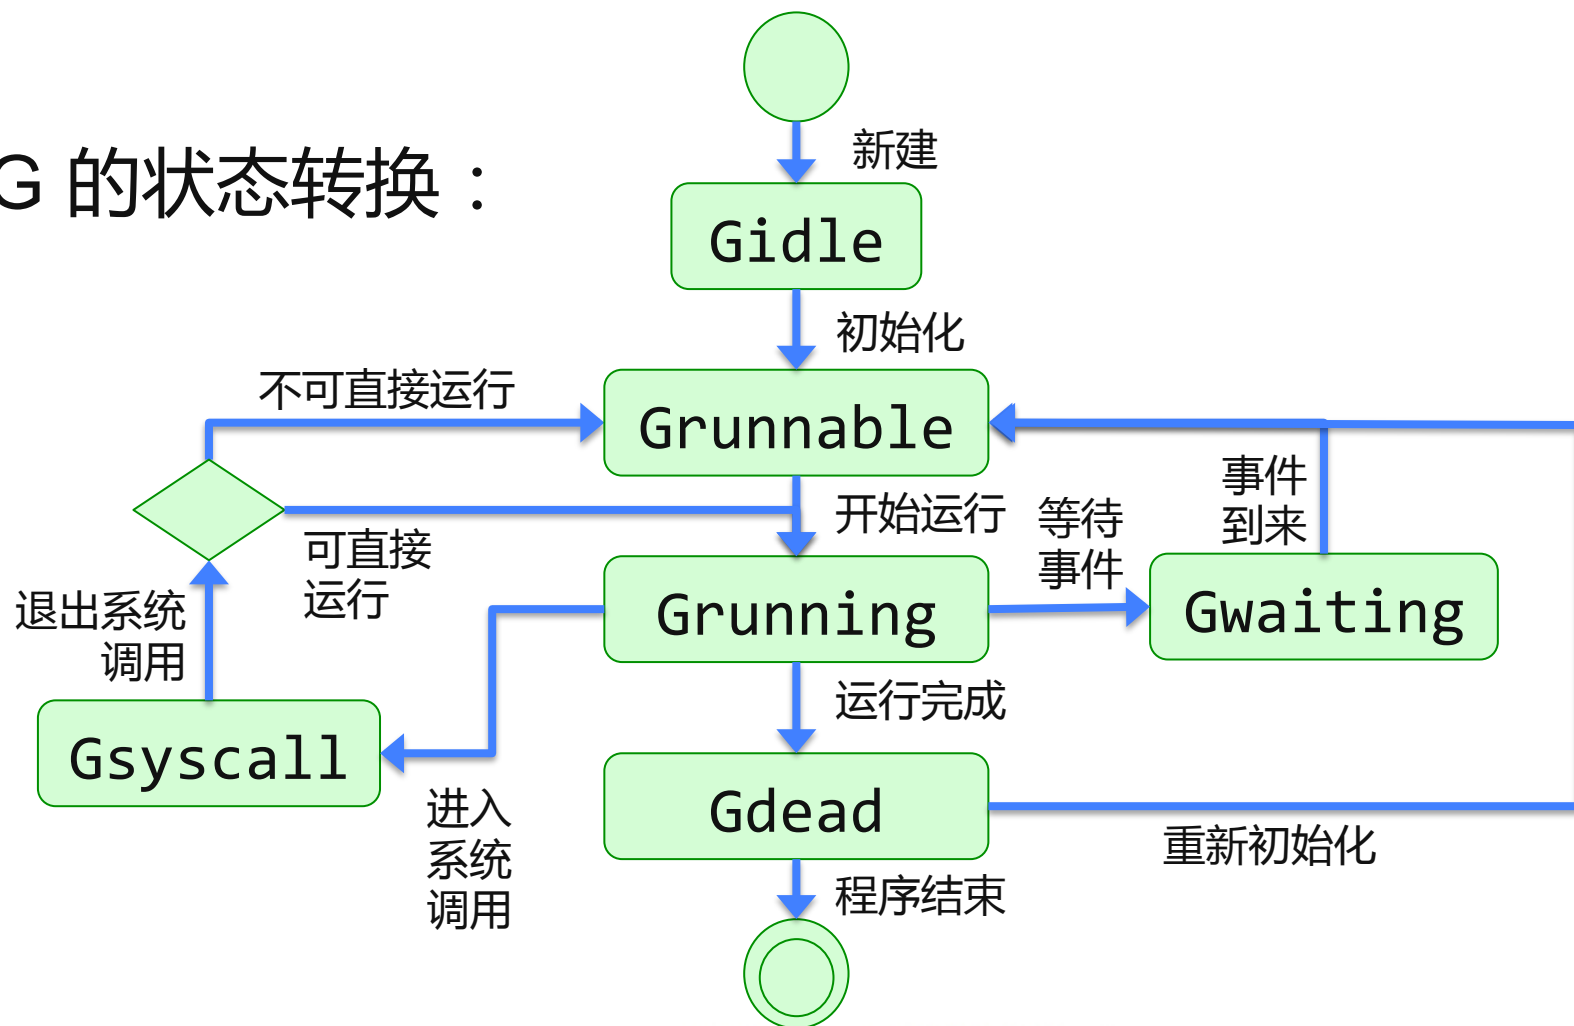 新建
G 的状态转换：
Gidle
初始化
不可直接运行
Grunnable
事件
到来
开始运行
等待
事件
可直接
运行
退出系统
调用
Grunning
Gwaiting
运行完成
Gsyscall
Gdead
进入
系统
调用
重新初始化
程序结束